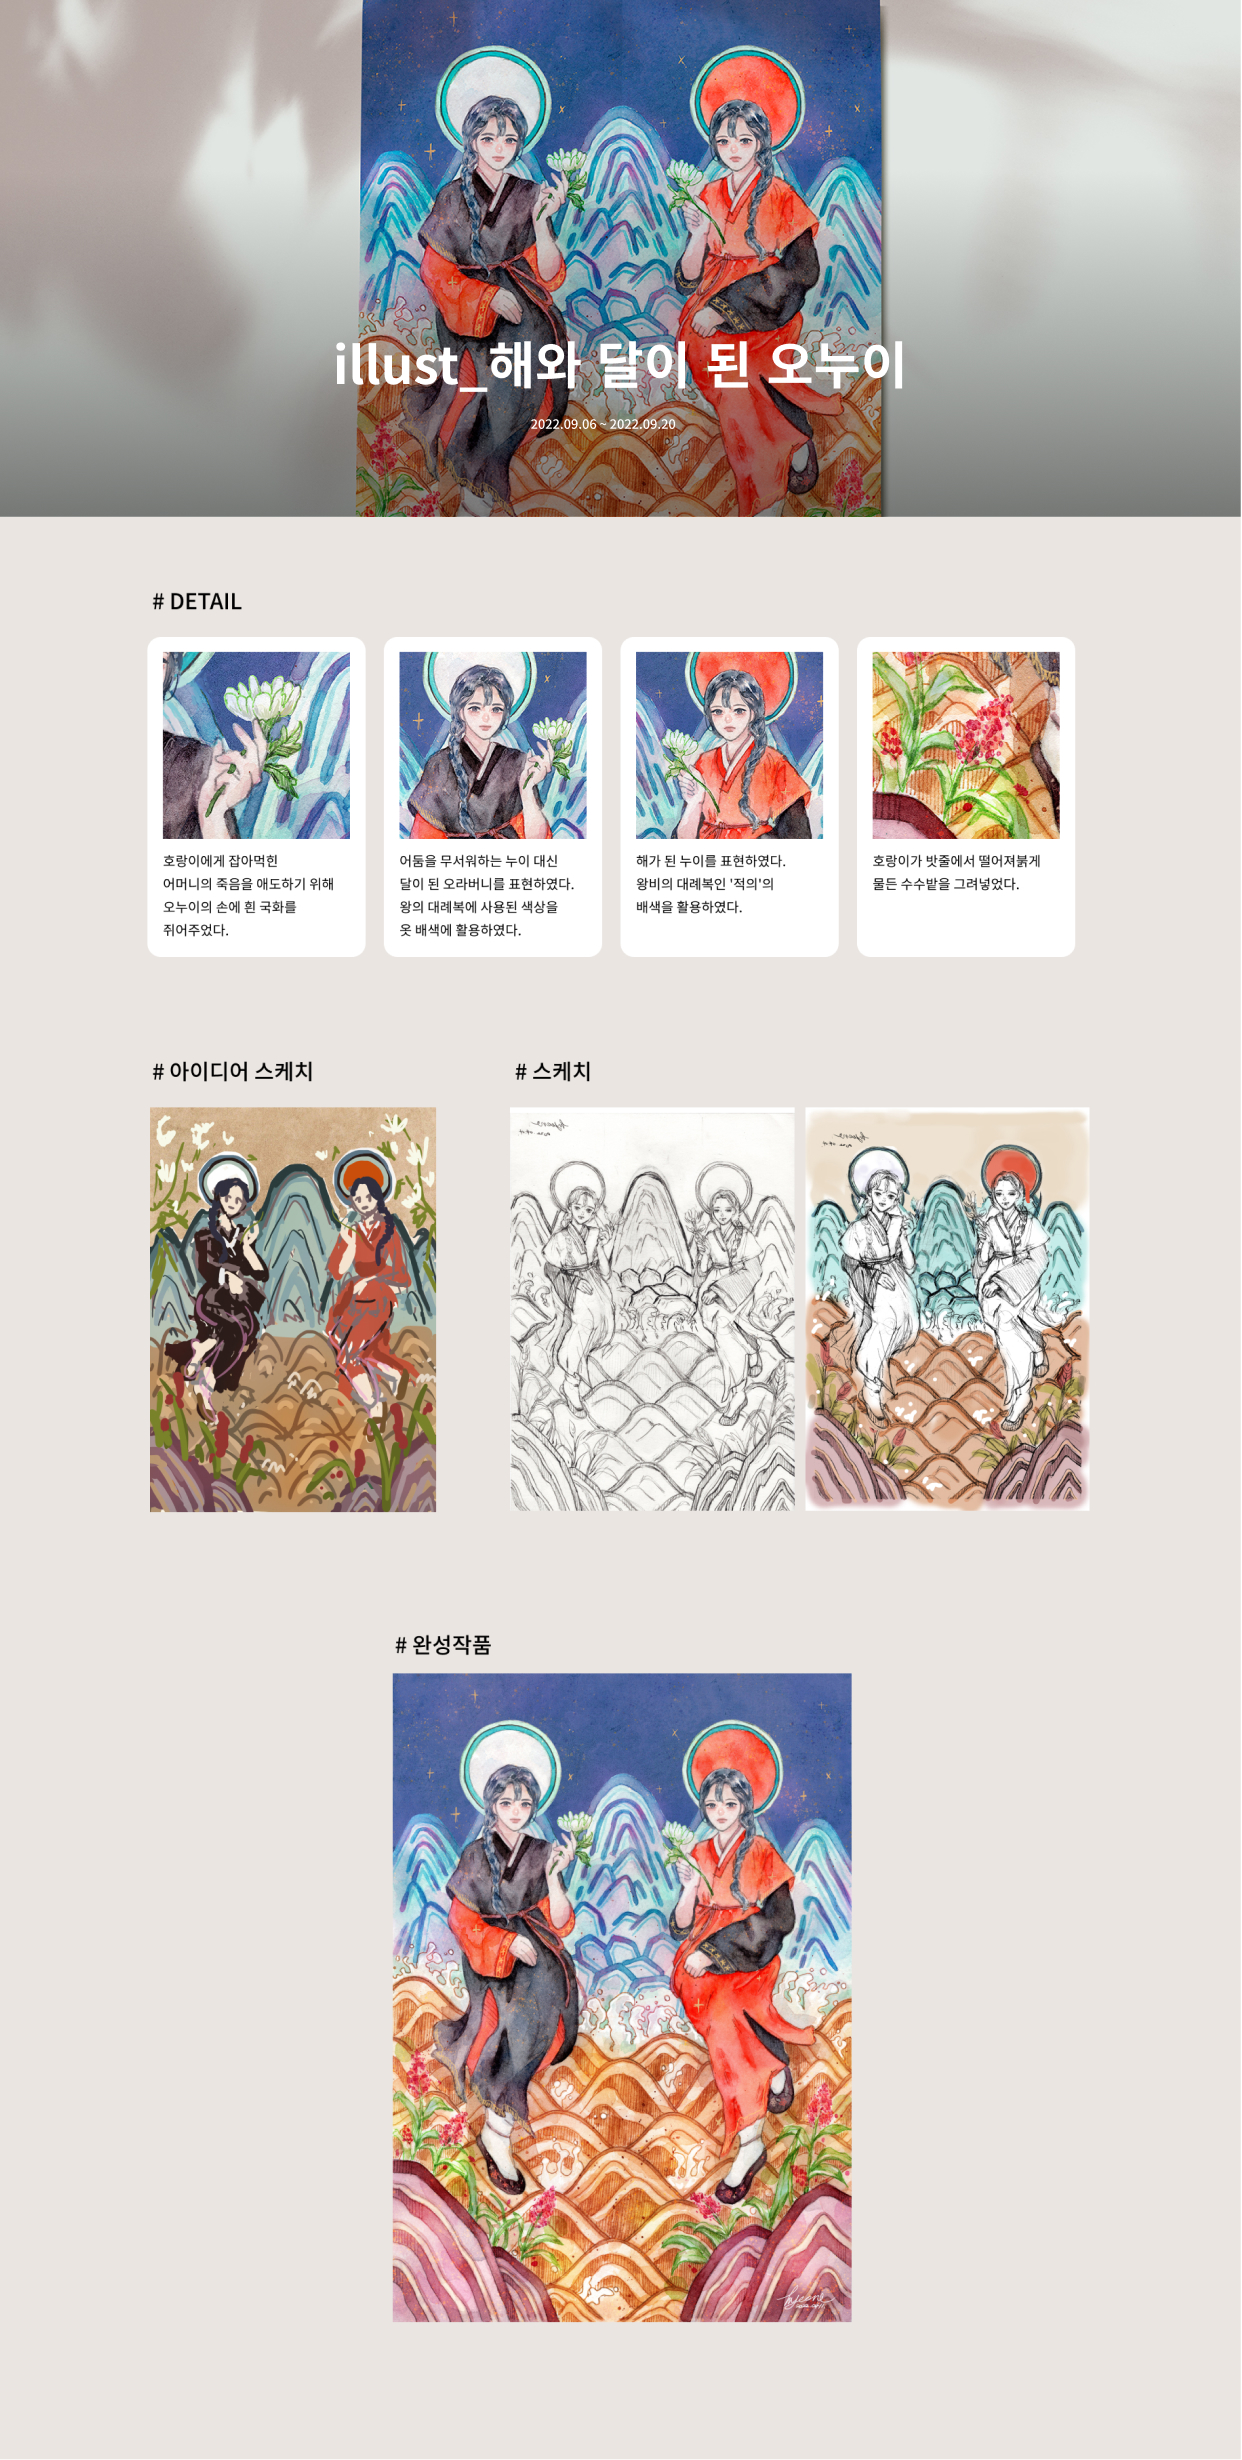 illust_해와 달이 된 오누이
2022.09.06 ~ 2022.09.20
# DETAIL
호랑이에게 잡아먹힌
어머니의 죽음을 애도하기 위해
오누이의 손에 흰 국화를
쥐어주었다.
어둠을 무서워하는 누이 대신
달이 된 오라버니를 표현하였다.
왕의 대례복에 사용된 색상을
옷 배색에 활용하였다.
해가 된 누이를 표현하였다.
왕비의 대례복인 '적의'의
배색을 활용하였다.
호랑이가 밧줄에서 떨어져붉게
물든 수수밭을 그려넣었다.
# 아이디어 스케치
# 스케치
# 완성작품